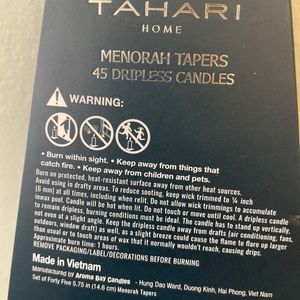 TAHARI
HOME
MENORAH TAPERS
45 DRIPLESS CANDLES
WARNING:
• Burn within sight. • Keep away from things that
catch fire. • Keep away from children and pets.
Burn on protected, heat-resistant surface away from other heat sources.
Avoid using in drafty areas. To reduce sooting, keep wick trimmed to 1/4 inch
(6 mm) at all times, including when relit. Do not allow wick trimmings to accumulate
in wax pool. Candle will be hot when lit. Do not touch or move until cool. A dripless candle
to remain dripless, burning conditions must be ideal. The candle has to stand up vertically,
not even at a slight angle. Keep the dripless candle away from drafts (air conditioning, fans,
outdoors, window draft) as well, as a slight breeze could cause the flame to flare up larger
than usual or to touch areas of wax that it normally wouldn't reach, causing drips.
Approximate burn time: 1 hours.
REMOVE PACKAGING/LABEL/DECORATIONS BEFORE BURNING
Made in Vietnam
Manufactured by Aroma Bay Candles - Hung Dao Ward, Duong Kinh, Hai Phong, Viet Nam
Set of Forty Five 5.75 in (14.6 cm) Menorah Tapers